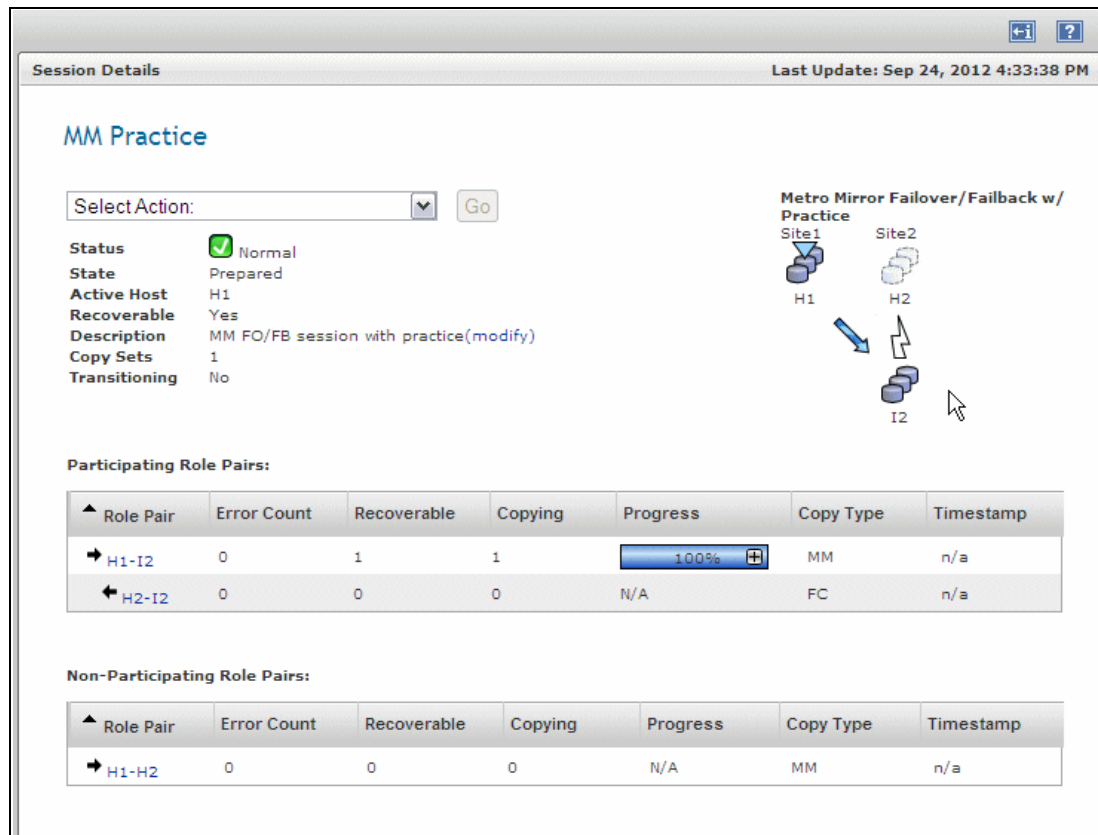 Session Details Last Update: Sep 24, 2012 4:33:38 PM
MM Practice
Select Action: Go
Metro Mirror Failover/Failback w/
Practice
Site1 Site2
H1 H2
I2
Status Normal
State Prepared
Active Host H1
Recoverable Yes
Description MM FO/FB session with practice(modify)
Copy Sets 1
Transitioning No
Participating Role Pairs:
Role Pair Error Count Recoverable Copying Progress Copy Type Timestamp
H1-I2 0 1 1 100% MM n/a
H2-I2 0 0 0 N/A FC n/a
Non-Participating Role Pairs:
Role Pair Error Count Recoverable Copying Progress Copy Type Timestamp
H1-H2 0 0 0 N/A MM n/a